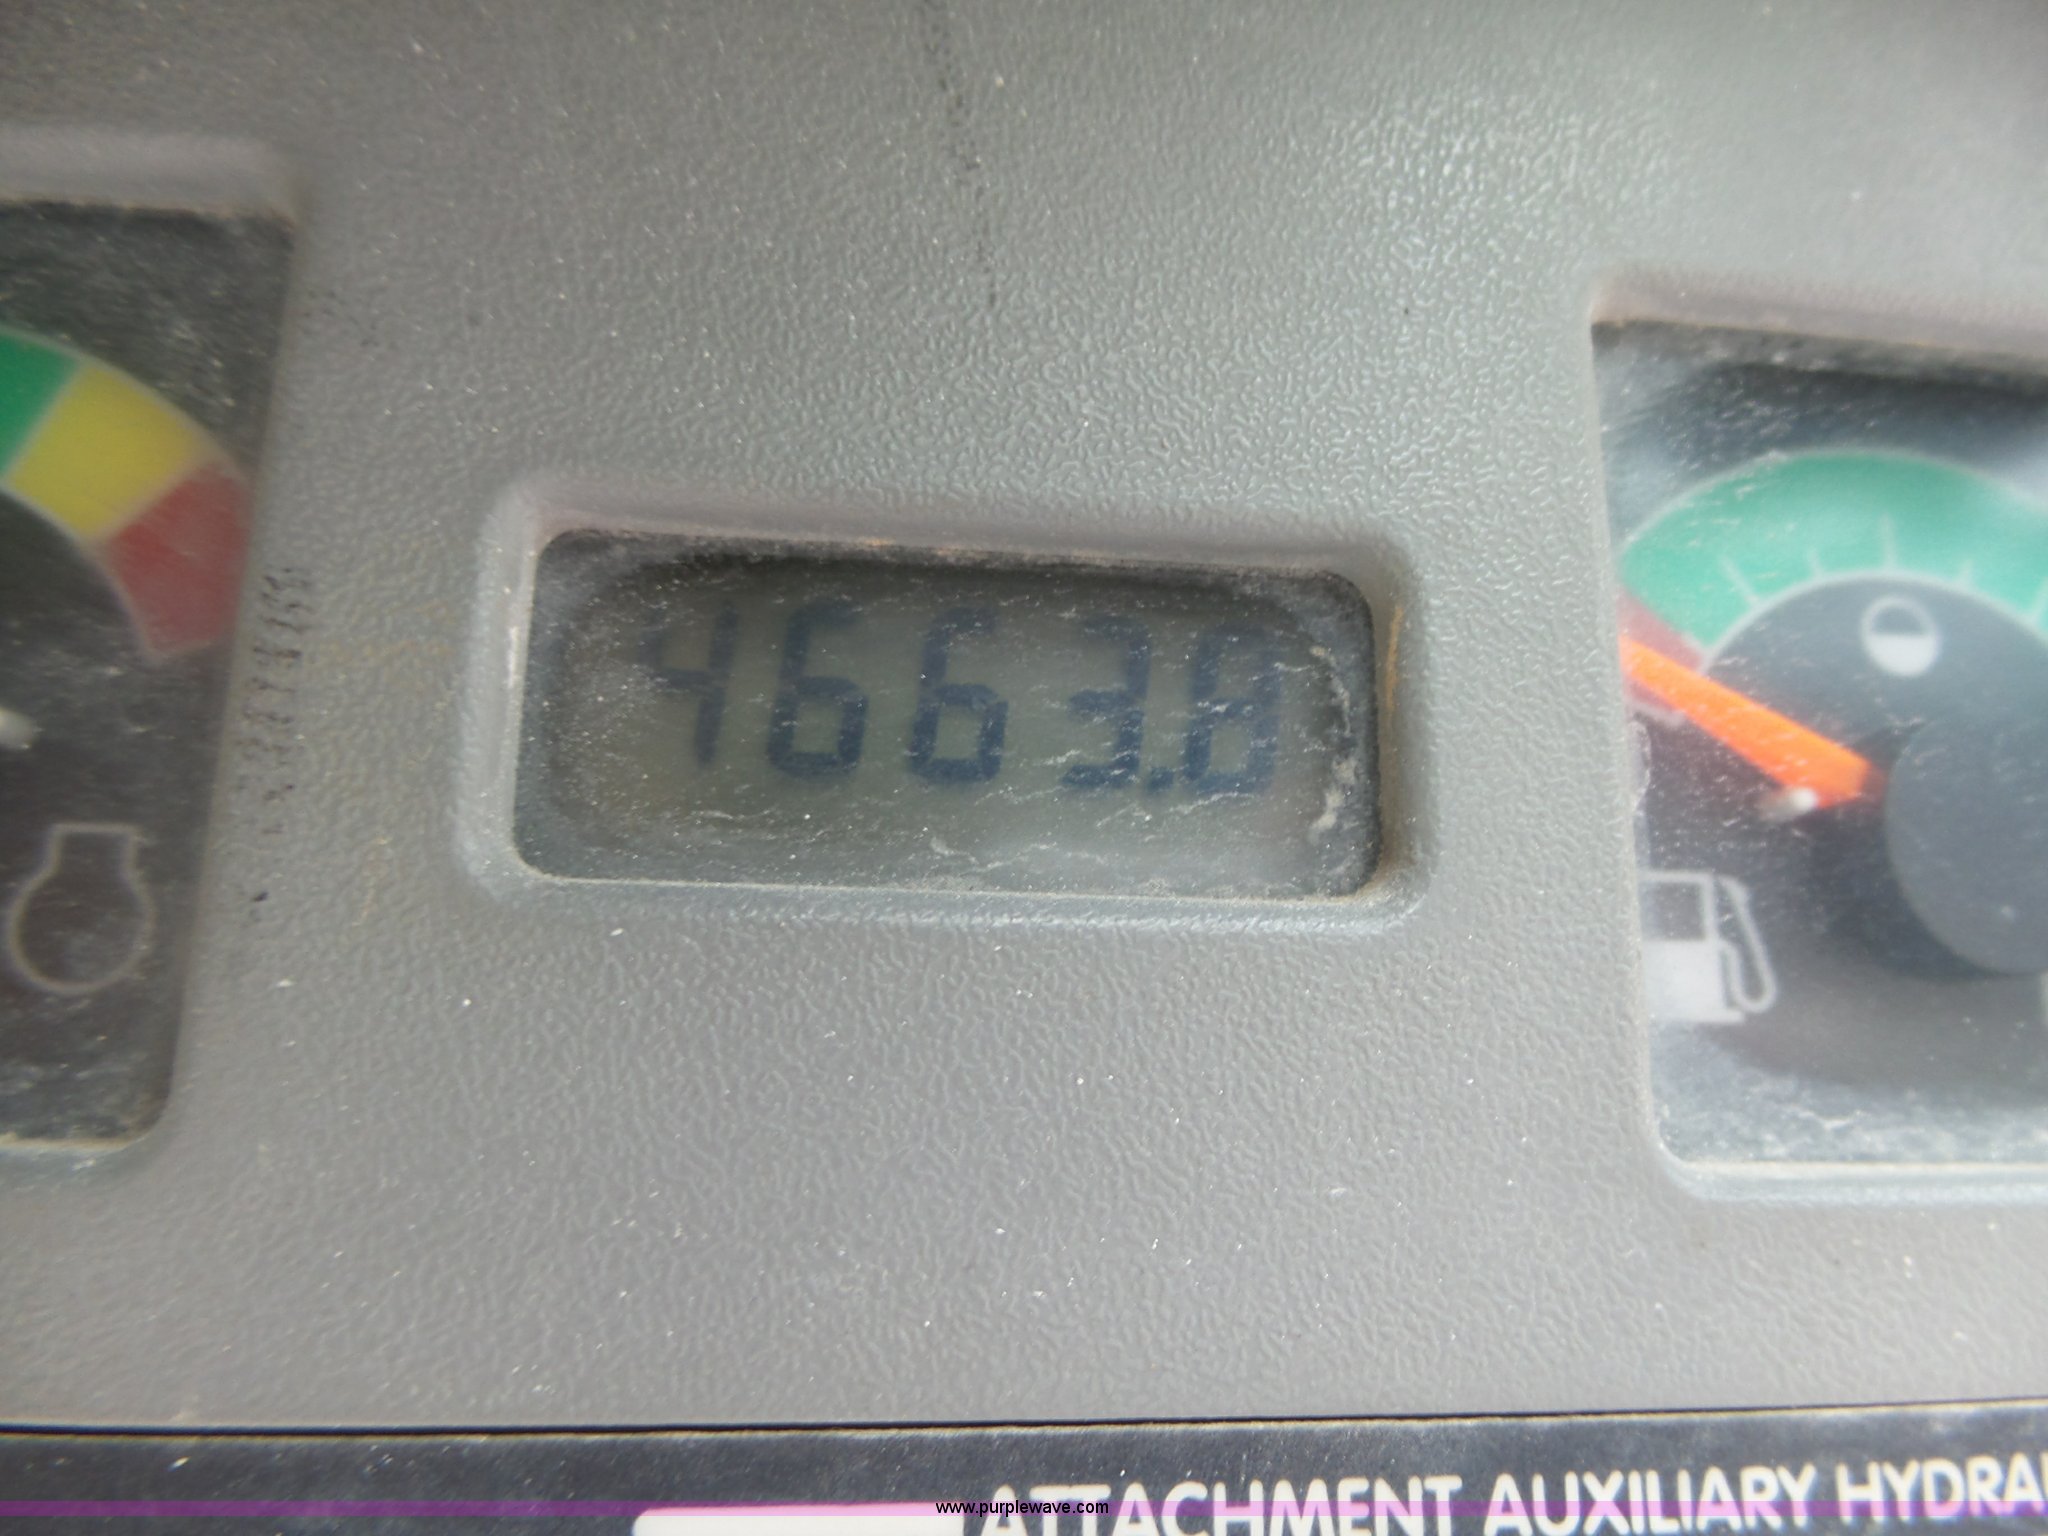 4663.8
ATTACHMENT AUXILIARY HYDRA
www.purplewave.com